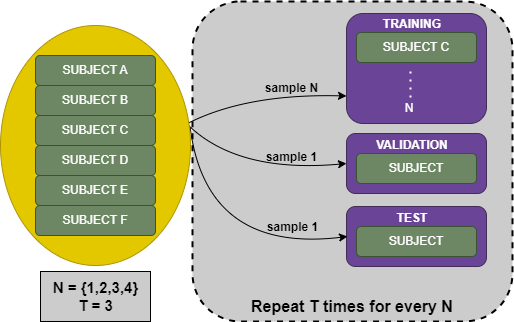 SUBJECT A
SUBJECT B
SUBJECT C
SUBJECT D
SUBJECT E
SUBJECT F
N = {1,2,3,4}
T = 3
sample N
sample 1
sample 1
TRAINING
SUBJECT C
N
VALIDATION
SUBJECT
TEST
SUBJECT
Repeat T times for every N